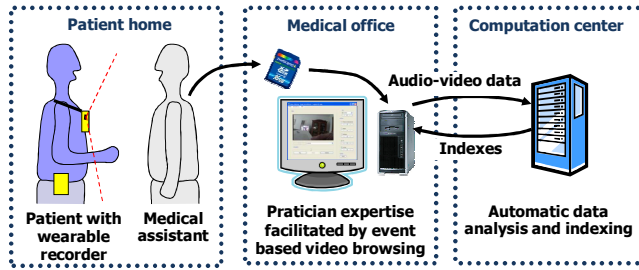 Patient home
Medical office
Computation center
Audio-video data
Indexes
Patient with
wearable
recorder
Medical
assistant
Pratician expertise
facilitated by event
based video browsing
Automatic data
analysis and indexing